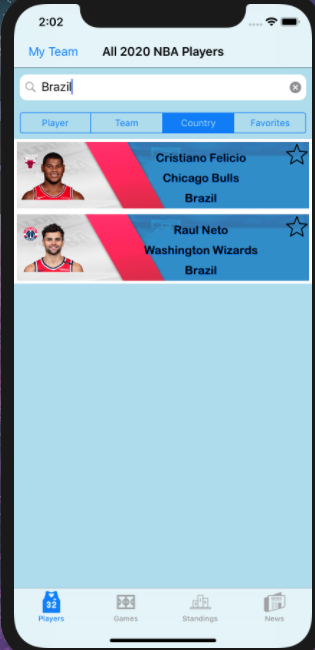 2:02
My Team
All 2020 NBA Players
Brazil
Player
Team
Country
Favorites
Cristiano Felicio
Chicago Bulls
Brazil
Raul Neto
Washington Wizards
Brazil
32
Players
Games
Standings
News